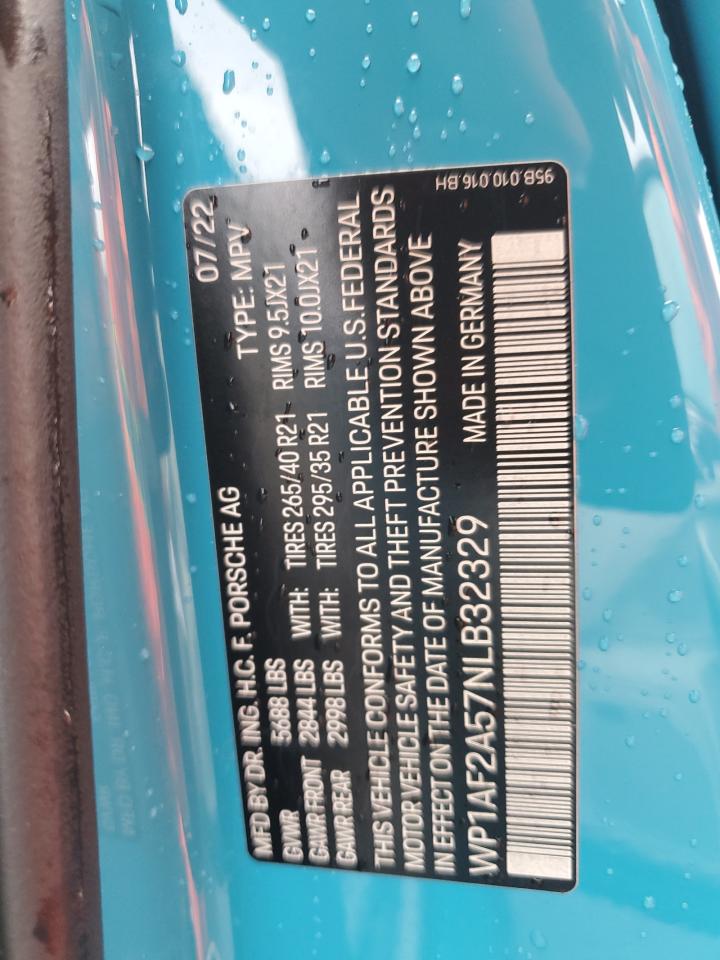 MFD BY DR. ING. H.C. F. PORSCHE AG 07/22
GVWR 5688 LBS TYPE: MPV
GAWR FRONT 2844 LBS WITH: TIRES 265/40 R21 RIMS 9.5JX21
GAWR REAR 2998 LBS WITH: TIRES 295/35 R21 RIMS 10.0JX21
THIS VEHICLE CONFORMS TO ALL APPLICABLE U.S. FEDERAL
MOTOR VEHICLE SAFETY AND THEFT PREVENTION STANDARDS
IN EFFECT ON THE DATE OF MANUFACTURE SHOWN ABOVE
WP1AF2A57NLB32329 MADE IN GERMANY
95B.010.016.BH